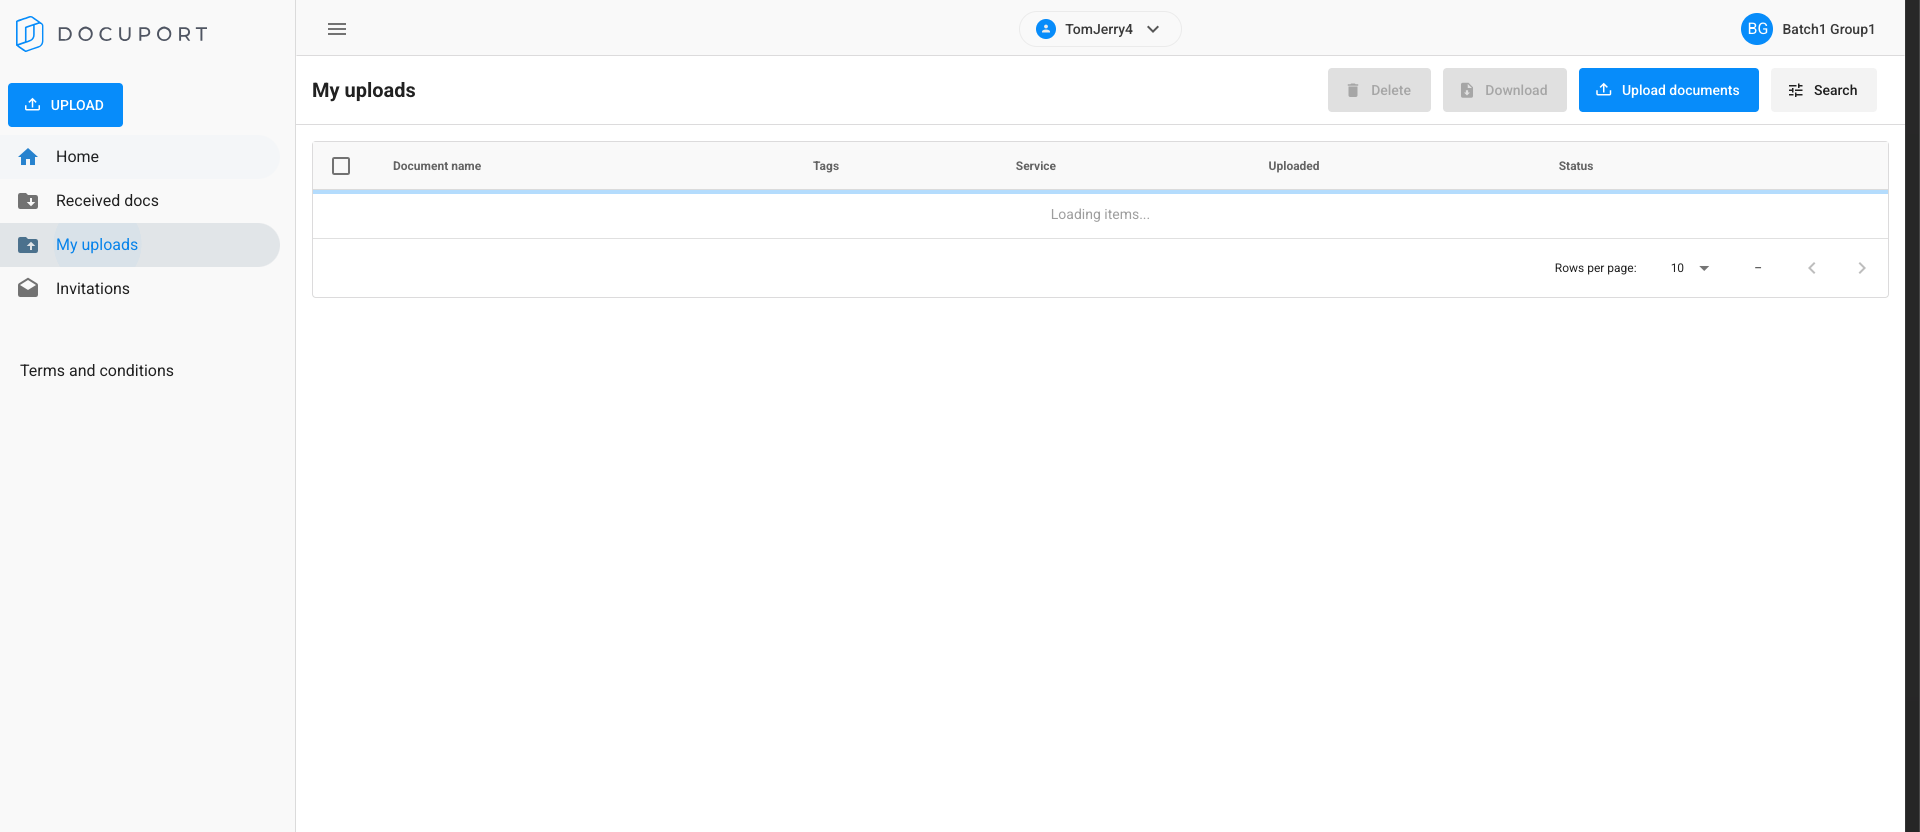 DOCUPORT
UPLOAD
Home
Received docs
My uploads
Invitations
Terms and conditions
TomJerry4
BG Batch1 Group1
My uploads
Delete
Download
Upload documents
Search
Document name Tags Service Uploaded Status
Loading items...
Rows per page: 10 –